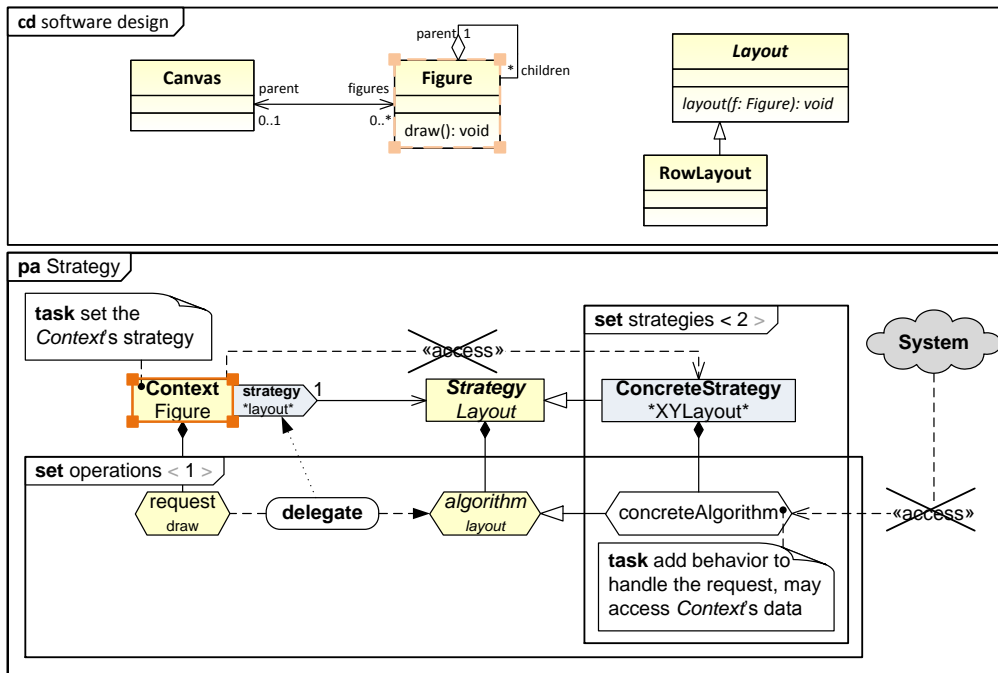 cd software design
parent 1
* children
Layout
layout(f: Figure): void
Canvas
parent
figures
0..1
0..*
Figure
draw(): void
RowLayout
pa Strategy
task set the
Context's strategy
set strategies < 2 >
System
«access»
Context
Figure
strategy
*layout*
1
Strategy
Layout
ConcreteStrategy
*XYLayout*
set operations < 1 >
request
draw
delegate
algorithm
layout
concreteAlgorithm
«access»
task add behavior to
handle the request, may
access Context's data